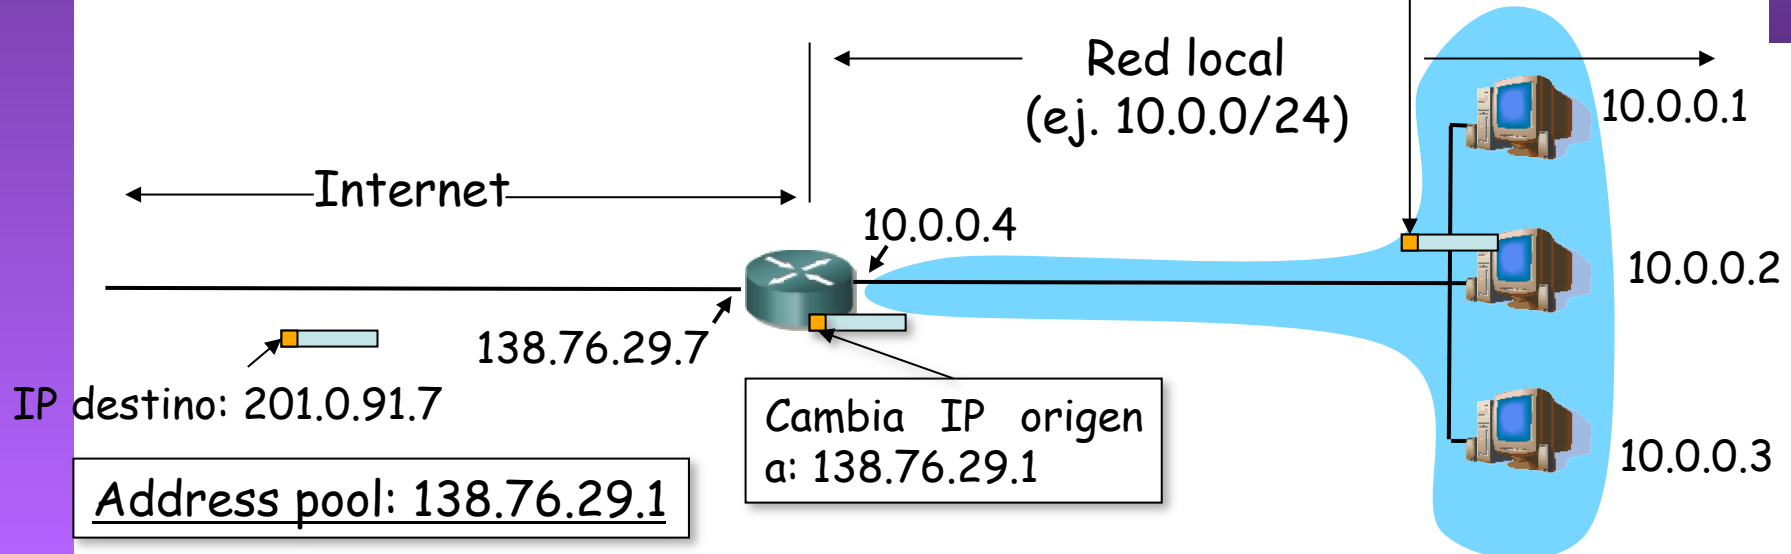 Red local
(ej. 10.0.0/24)
10.0.0.1
Internet
10.0.0.4
10.0.0.2
138.76.29.7
IP destino: 201.0.91.7
Cambia IP origen
a: 138.76.29.1
10.0.0.3
Address pool: 138.76.29.1